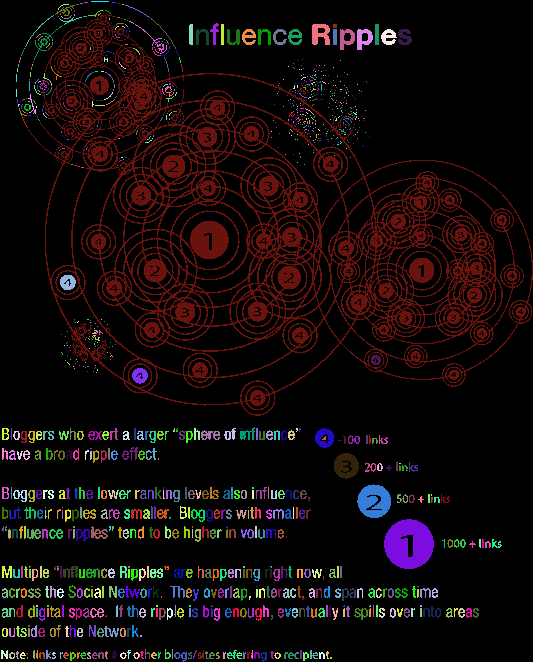 Influence Ripples
Bloggers who exert a larger “sphere of influence”
have a broad ripple effect.
Bloggers at the lower ranking levels also influence,
but their ripples are smaller. Bloggers with smaller
“influence ripples” tend to be higher in volume.
Multiple “Influence Ripples” are happening right now, all
across the Social Network. They overlap, interact, and span across time
and digital space. If the ripple is big enough, eventually it spills over into areas
outside of the Network.
Note: links represent # of other blogs/sites referring to recipient.
4 -100 links
3 200 + links
2 500 + links
1 1000 + links